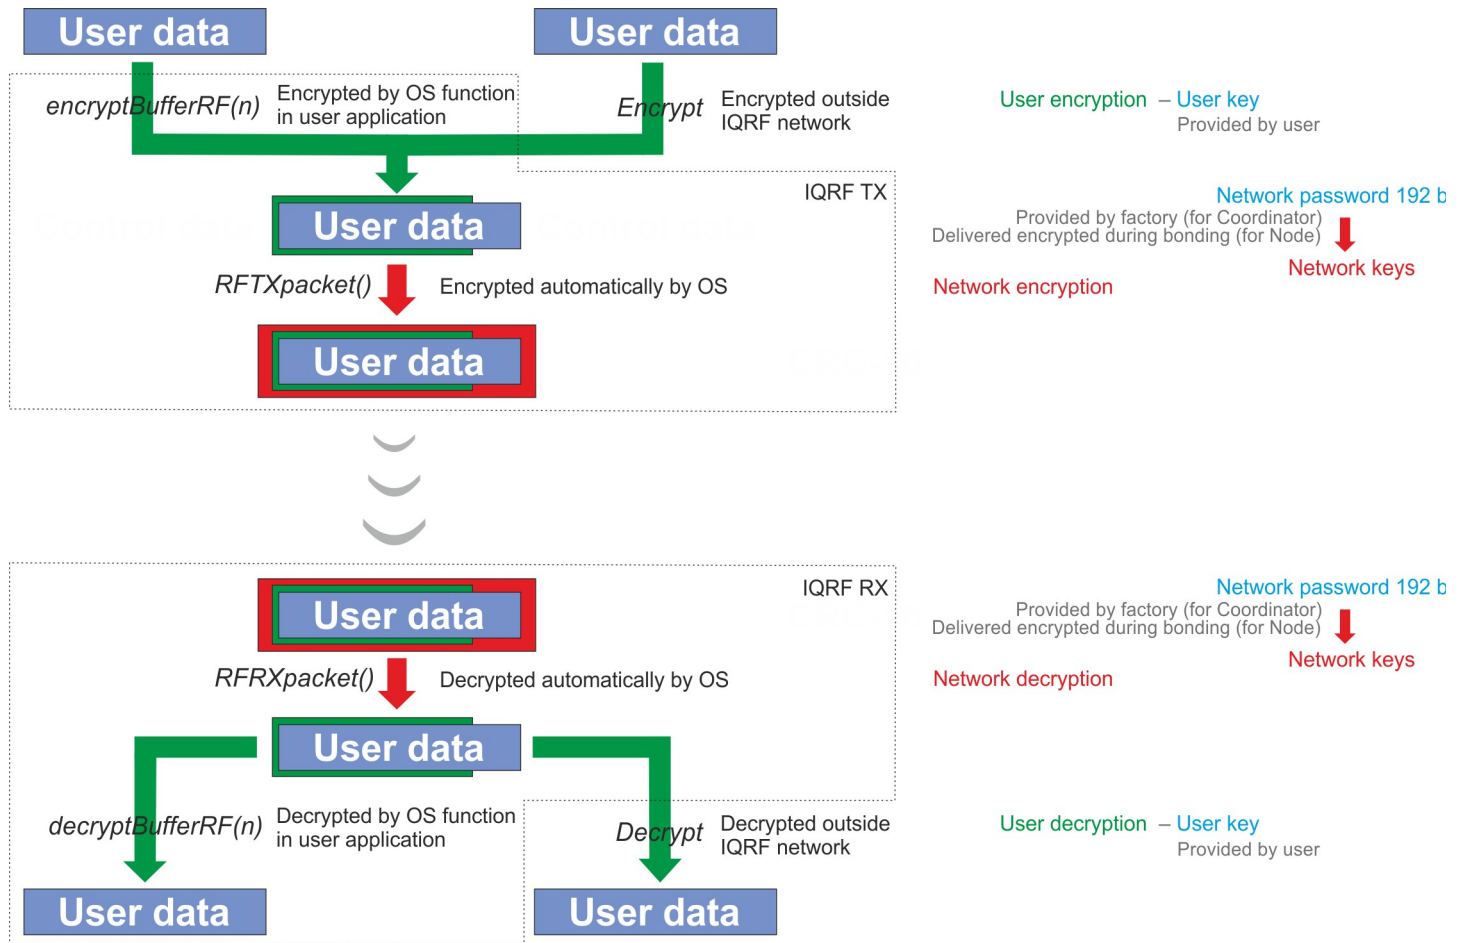 User data
User data
encryptBufferRF(n)
Encrypted by OS function
in user application
Encrypt
Encrypted outside
IQRF network
User encryption – User key
Provided by user
IQRF TX
Network password 192 b
Provided by factory (for Coordinator)
Delivered encrypted during bonding (for Node)
User data
Network keys
RFTXpacket()
Encrypted automatically by OS
Network encryption
User data
IQRF RX
Network password 192 b
Provided by factory (for Coordinator)
Delivered encrypted during bonding (for Node)
User data
Network keys
RFRXpacket()
Decrypted automatically by OS
Network decryption
User data
decryptBufferRF(n)
Decrypted by OS function
in user application
Decrypt
Decrypted outside
IQRF network
User decryption – User key
Provided by user
User data
User data